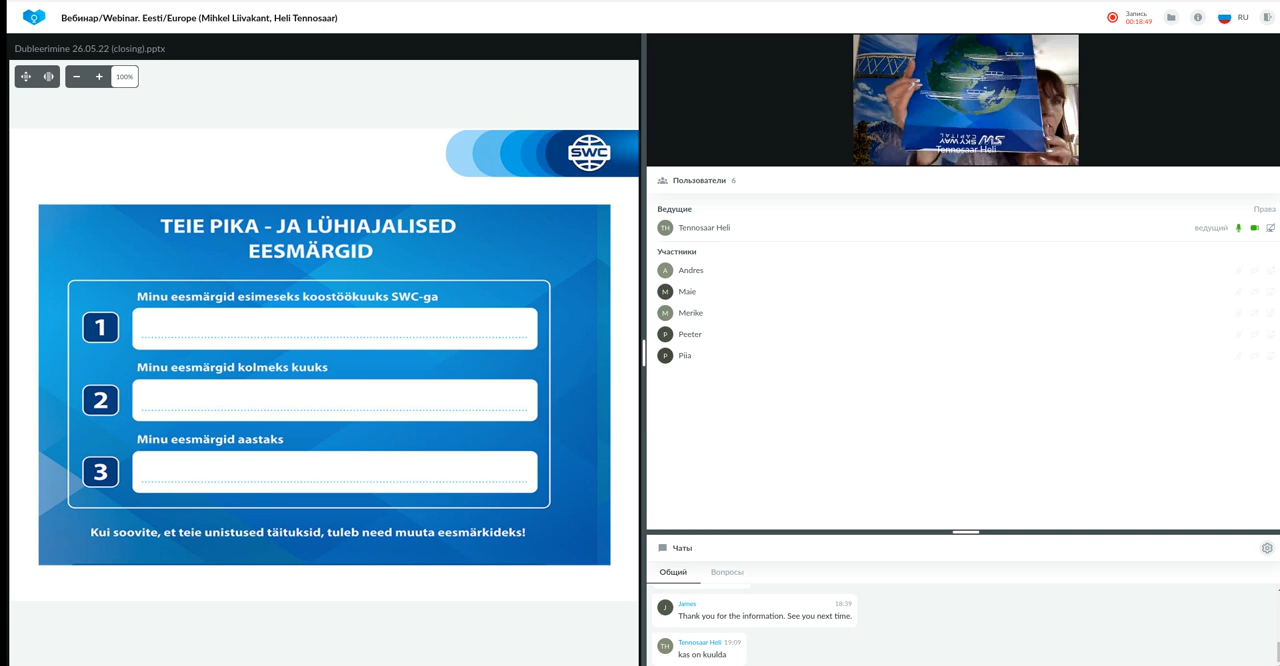 Вебинар/Webinar. Eesti/Europe (Mihkel Liivakant, Heli Tennosaar)
Запись
00:18:49
RU
Dubleerimine 26.05.22 (closing).pptx
100%
SWC
TEIE PIKA - JA LÜHIAJALISED
EESMÄRGID
Minu eesmärgid esimeseks koostöökuuks SWC-ga
1
Minu eesmärgid kolmeks kuuks
2
Minu eesmärgid aastaks
3
Kui soovite, et teie unistused täituksid, tuleb need muuta eesmärkideks!
SKY WAY
CAPITAL
Tennosaar Heli
Пользователи 6
Ведущие
Права
TH Tennosaar Heli
ведущий
Участники
A Andres
M Maie
M Merike
P Peeter
P Piia
Чаты
Общий
Вопросы
J James 18:39
Thank you for the information. See you next time.
TH Tennosaar Heli 19:09
kas on kuulda